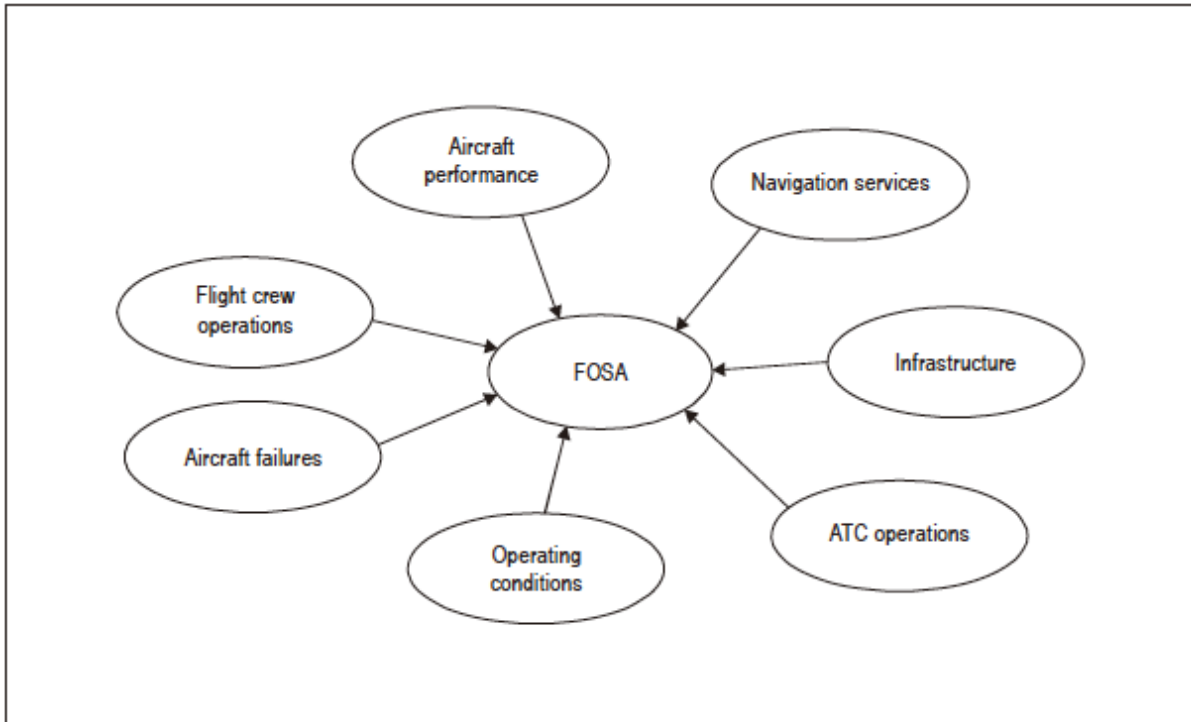 Aircraft
performance
Navigation services
Flight crew
operations
FOSA
Infrastructure
Aircraft failures
ATC operations
Operating
conditions